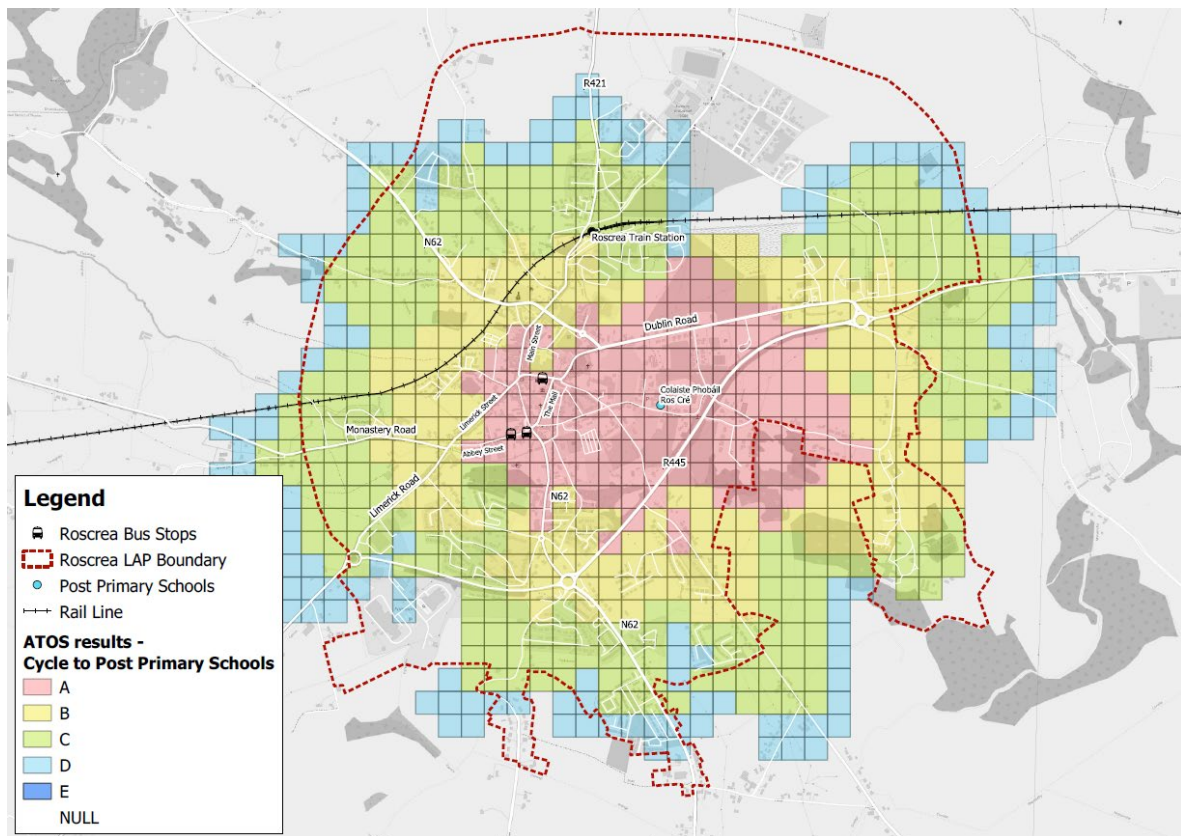 R421
N62
Roscrea Train Station
Main Street
Dublin Road
The Mall
Colaiste Phobáil
Ros Cré
Limerick Street
Monastery Road
Abbey Street
R445
N62
Limerick Road
N62
Legend
Roscrea Bus Stops
Roscrea LAP Boundary
Post Primary Schools
Rail Line
ATOS results -
Cycle to Post Primary Schools
A
B
C
D
E
NULL